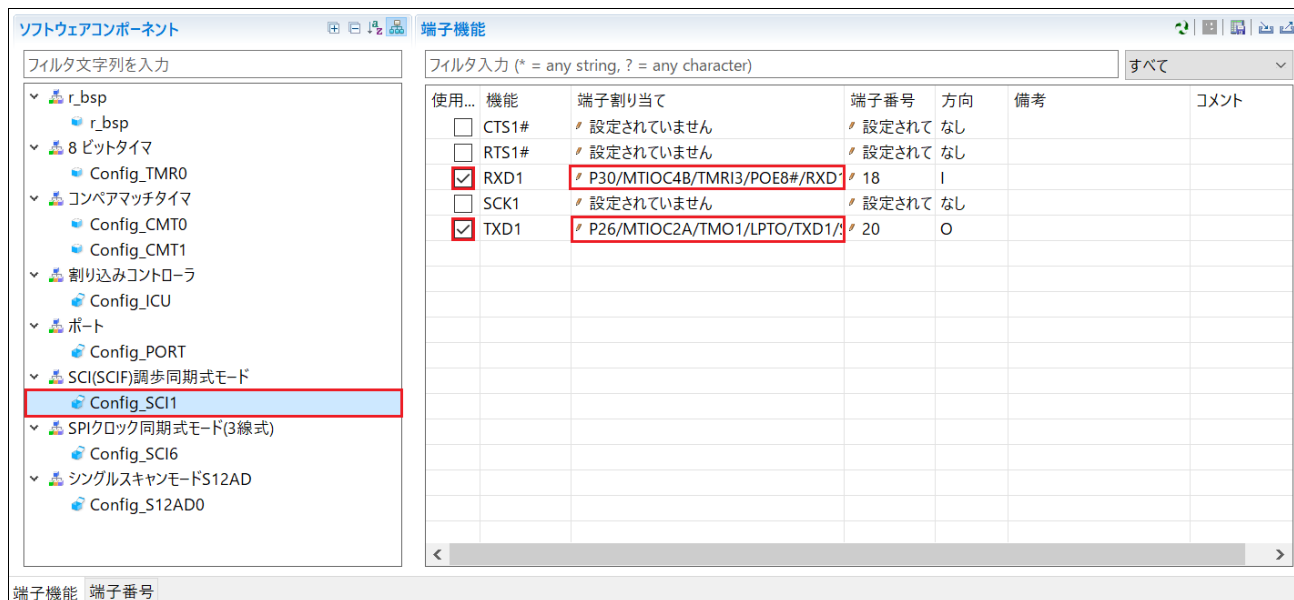 ソフトウェアコンポーネント
フィルタ文字列を入力
r_bsp
r_bsp
8 ビットタイマ
Config_TMR0
コンペアマッチタイマ
Config_CMT0
Config_CMT1
割り込みコントローラ
Config_ICU
ポート
Config_PORT
SCI(SCIF)調歩同期式モード
Config_SCI1
SPIクロック同期式モード(3線式)
Config_SCI6
シングルスキャンモードS12AD
Config_S12AD0
端子機能
フィルタ入力 (* = any string, ? = any character) すべて
使用... 機能 端子割り当て 端子番号 方向 備考 コメント
CTS1# 設定されていません 設定されて なし
RTS1# 設定されていません 設定されて なし
RXD1 P30/MTIOC4B/TMRI3/POE8#/RXD1 18 I
SCK1 設定されていません 設定されて なし
TXD1 P26/MTIOC2A/TMO1/LPTO/TXD1/S 20 O
端子機能 端子番号